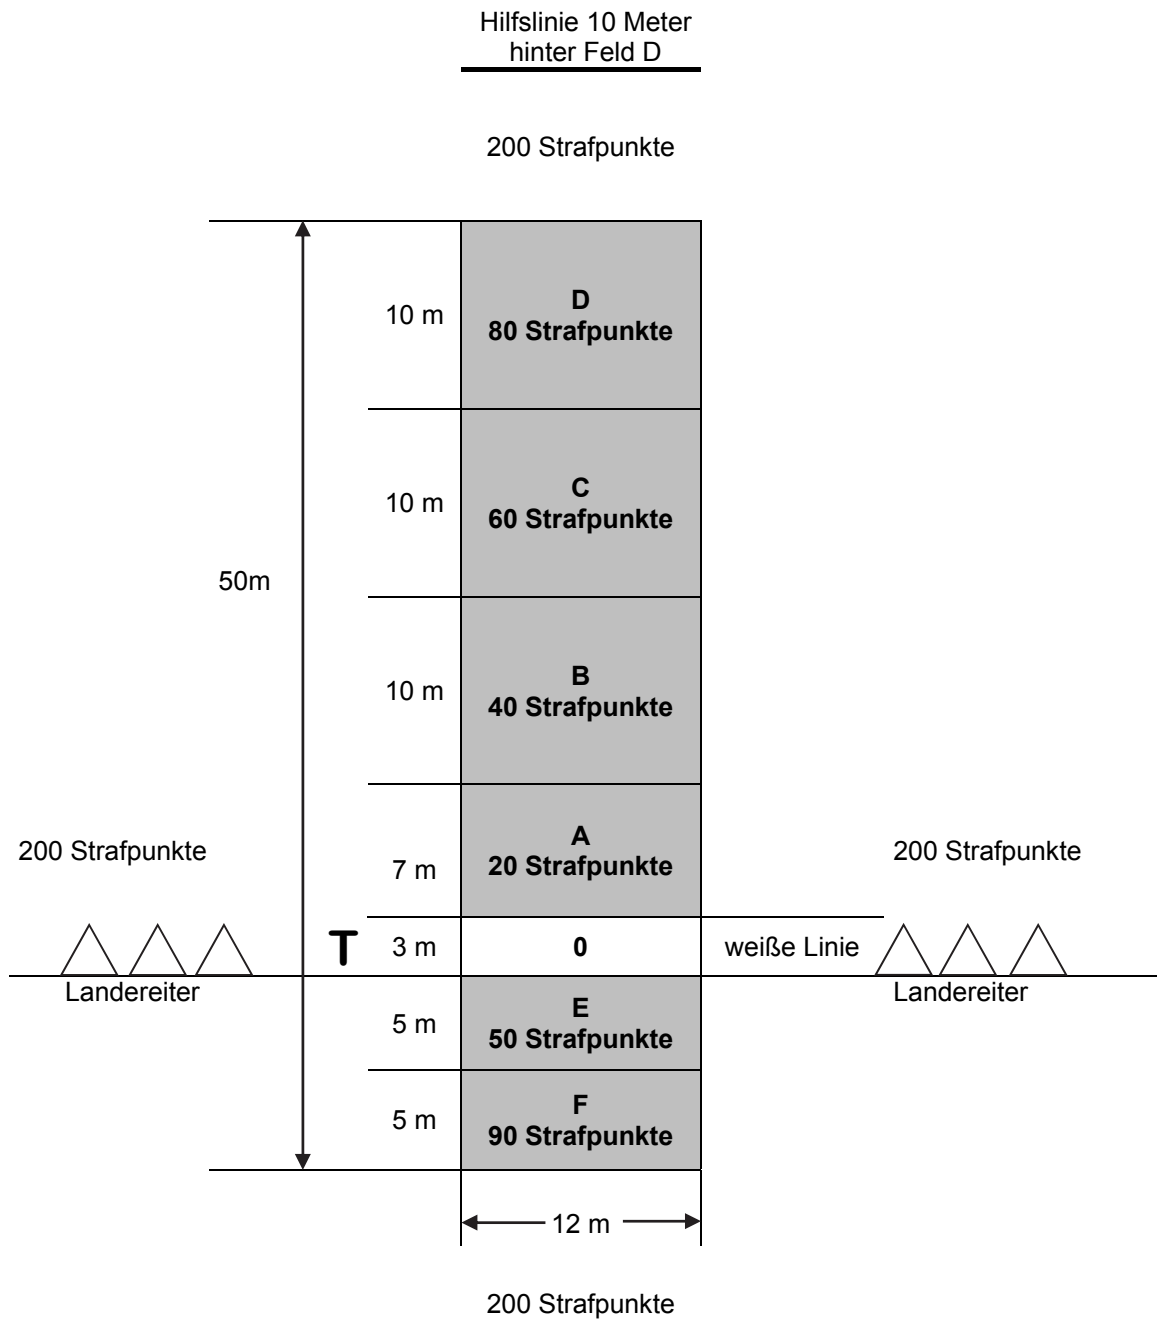 Hilfslinie 10 Meter
hinter Feld D
200 Strafpunkte
10 m
D
80 Strafpunkte
10 m
C
60 Strafpunkte
50m
10 m
B
40 Strafpunkte
200 Strafpunkte
7 m
A
20 Strafpunkte
200 Strafpunkte
T
3 m
0
weiße Linie
Landereiter
Landereiter
5 m
E
50 Strafpunkte
5 m
F
90 Strafpunkte
12 m
200 Strafpunkte